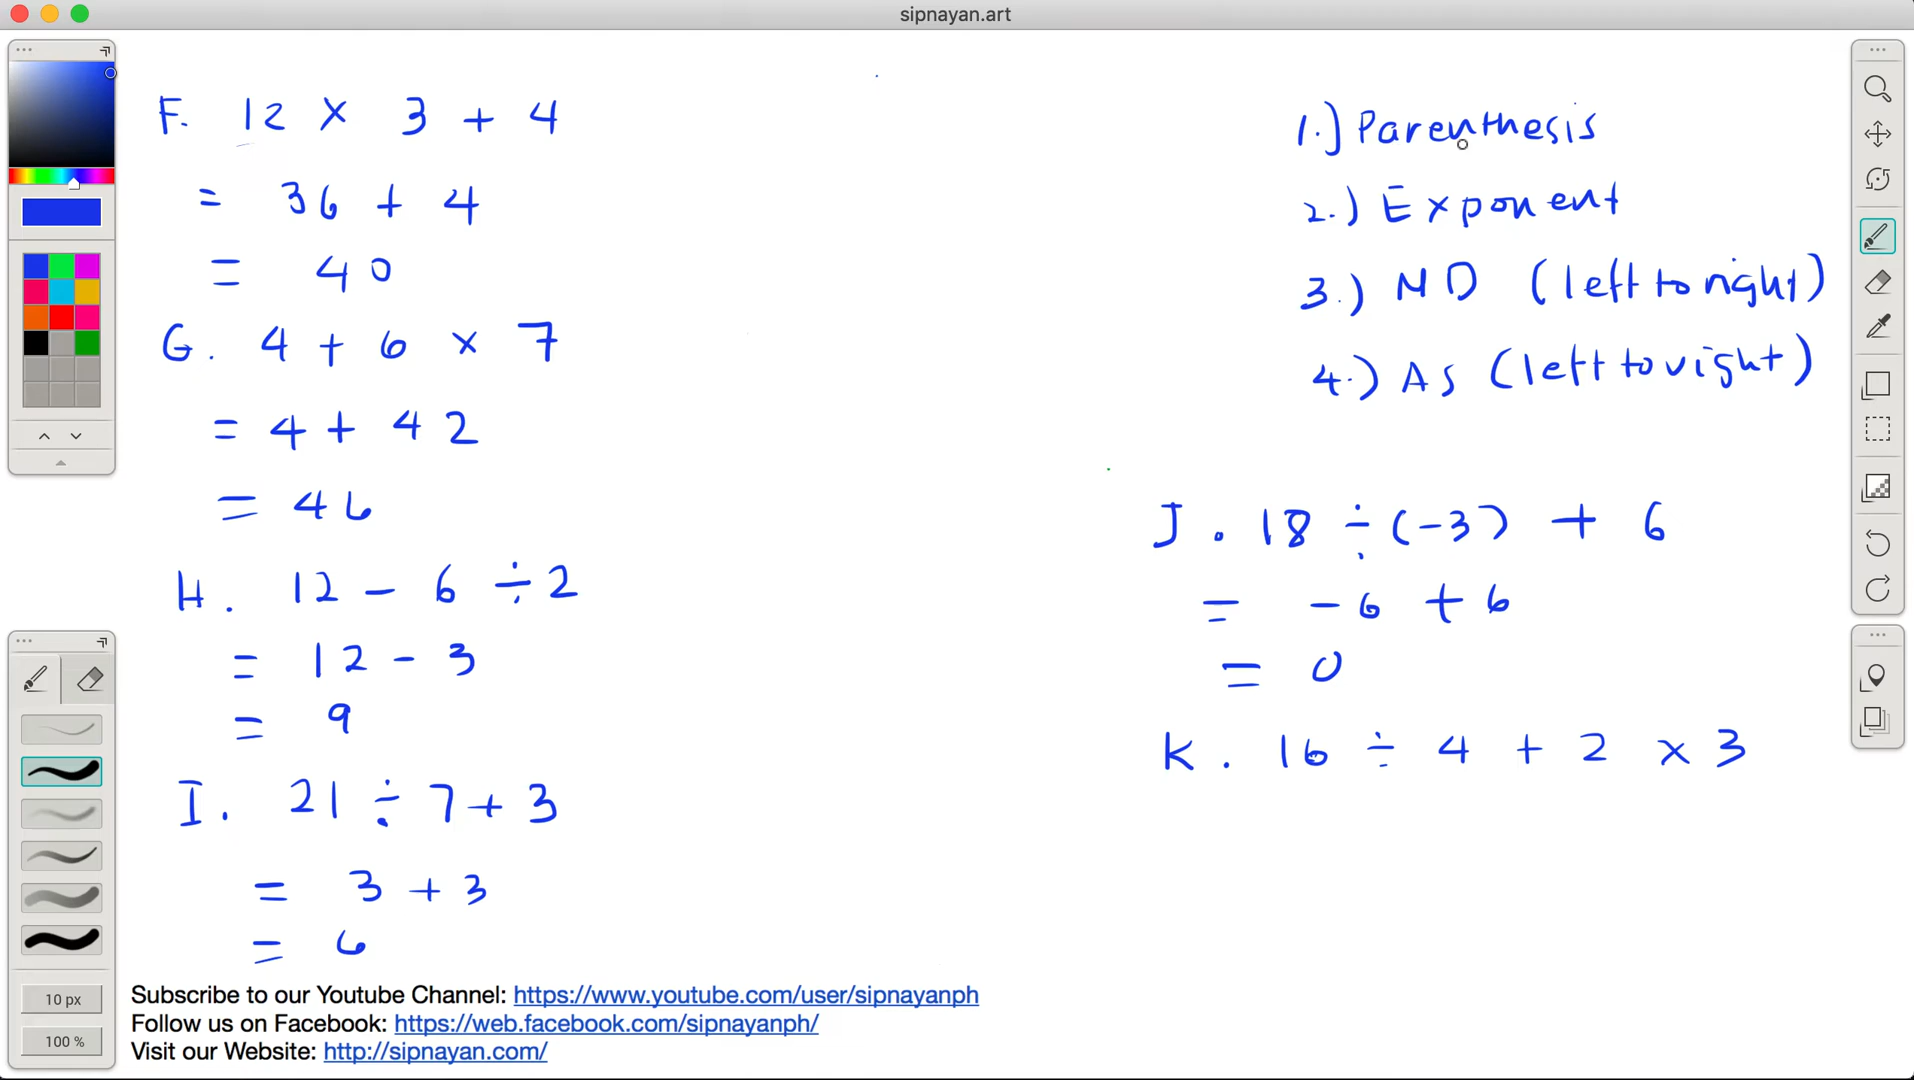 sipnayan.art
F. 12 × 3 + 4
= 36 + 4
= 40
G. 4 + 6 × 7
= 4 + 42
= 46
H. 12 - 6 ÷ 2
= 12 - 3
= 9
I. 21 ÷ 7 + 3
= 3 + 3
= 6
1.) Parenthesis
2.) Exponent
3.) MD (left to right)
4.) AS (left to right)
J. 18 ÷ (-3) + 6
= -6 + 6
= 0
K. 16 ÷ 4 + 2 × 3
10 px
100 %
Subscribe to our Youtube Channel: https://www.youtube.com/user/sipnayanph
Follow us on Facebook: https://web.facebook.com/sipnayanph/
Visit our Website: http://sipnayan.com/